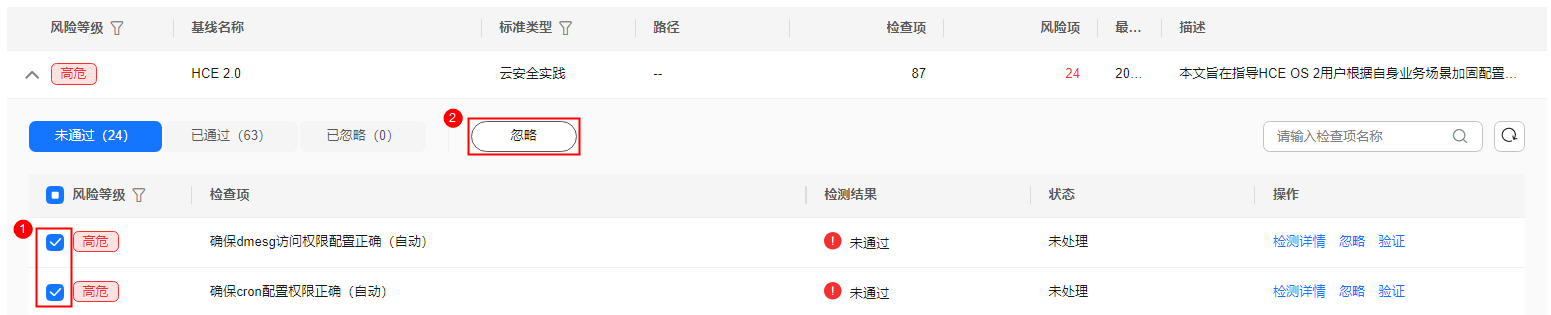 风险等级 基线名称 标准类型 路径 检查项 风险项 最... 描述
高危 HCE 2.0 云安全实践 -- 87 24 20... 本文旨在指导HCE OS 2用户根据自身业务场景加固配置...
未通过（24） 已通过（63） 已忽略（0） 2 忽略 请输入检查项名称
风险等级 检查项 检测结果 状态 操作
1 高危 确保dmesg访问权限配置正确（自动） 未通过 未处理 检测详情 忽略 验证
高危 确保cron配置权限正确（自动） 未通过 未处理 检测详情 忽略 验证